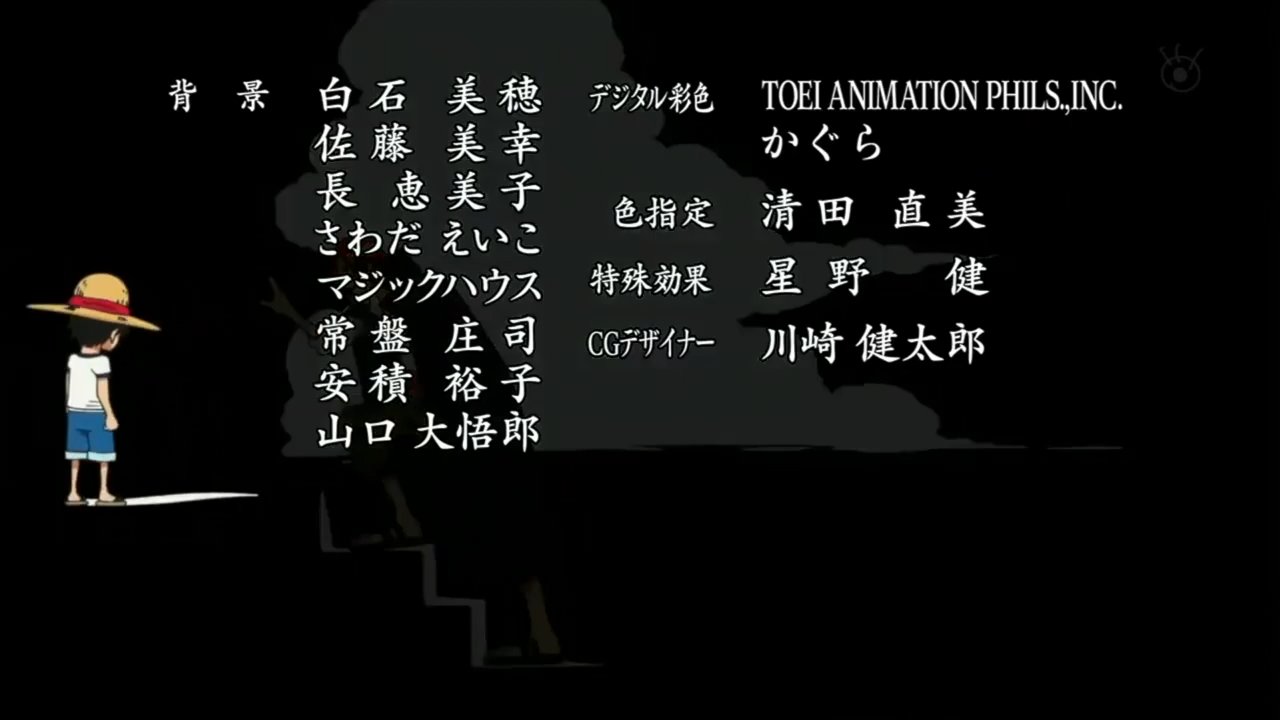 背景 白石 美穂
佐藤 美幸
長 恵美子
さわだ えいこ
マジックハウス
常盤 庄司
安積 裕子
山口 大悟郎
デジタル彩色 TOEI ANIMATION PHILS.,INC.
かぐら
色指定 清田 直美
特殊効果 星野 健
CGデザイナー 川崎 健太郎